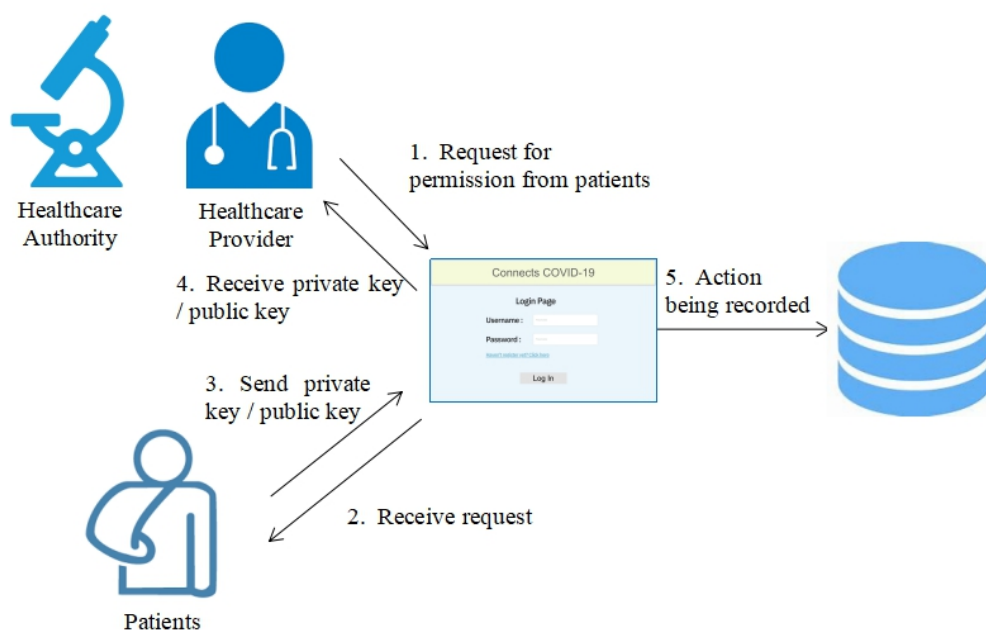 1. Request for
permission from patients
Healthcare
Authority
Healthcare
Provider
4. Receive private key
/ public key
Connects COVID-19
Login Page
Username :
Password :
Log In
5. Action
being recorded
3. Send private
key / public key
2. Receive request
Patients